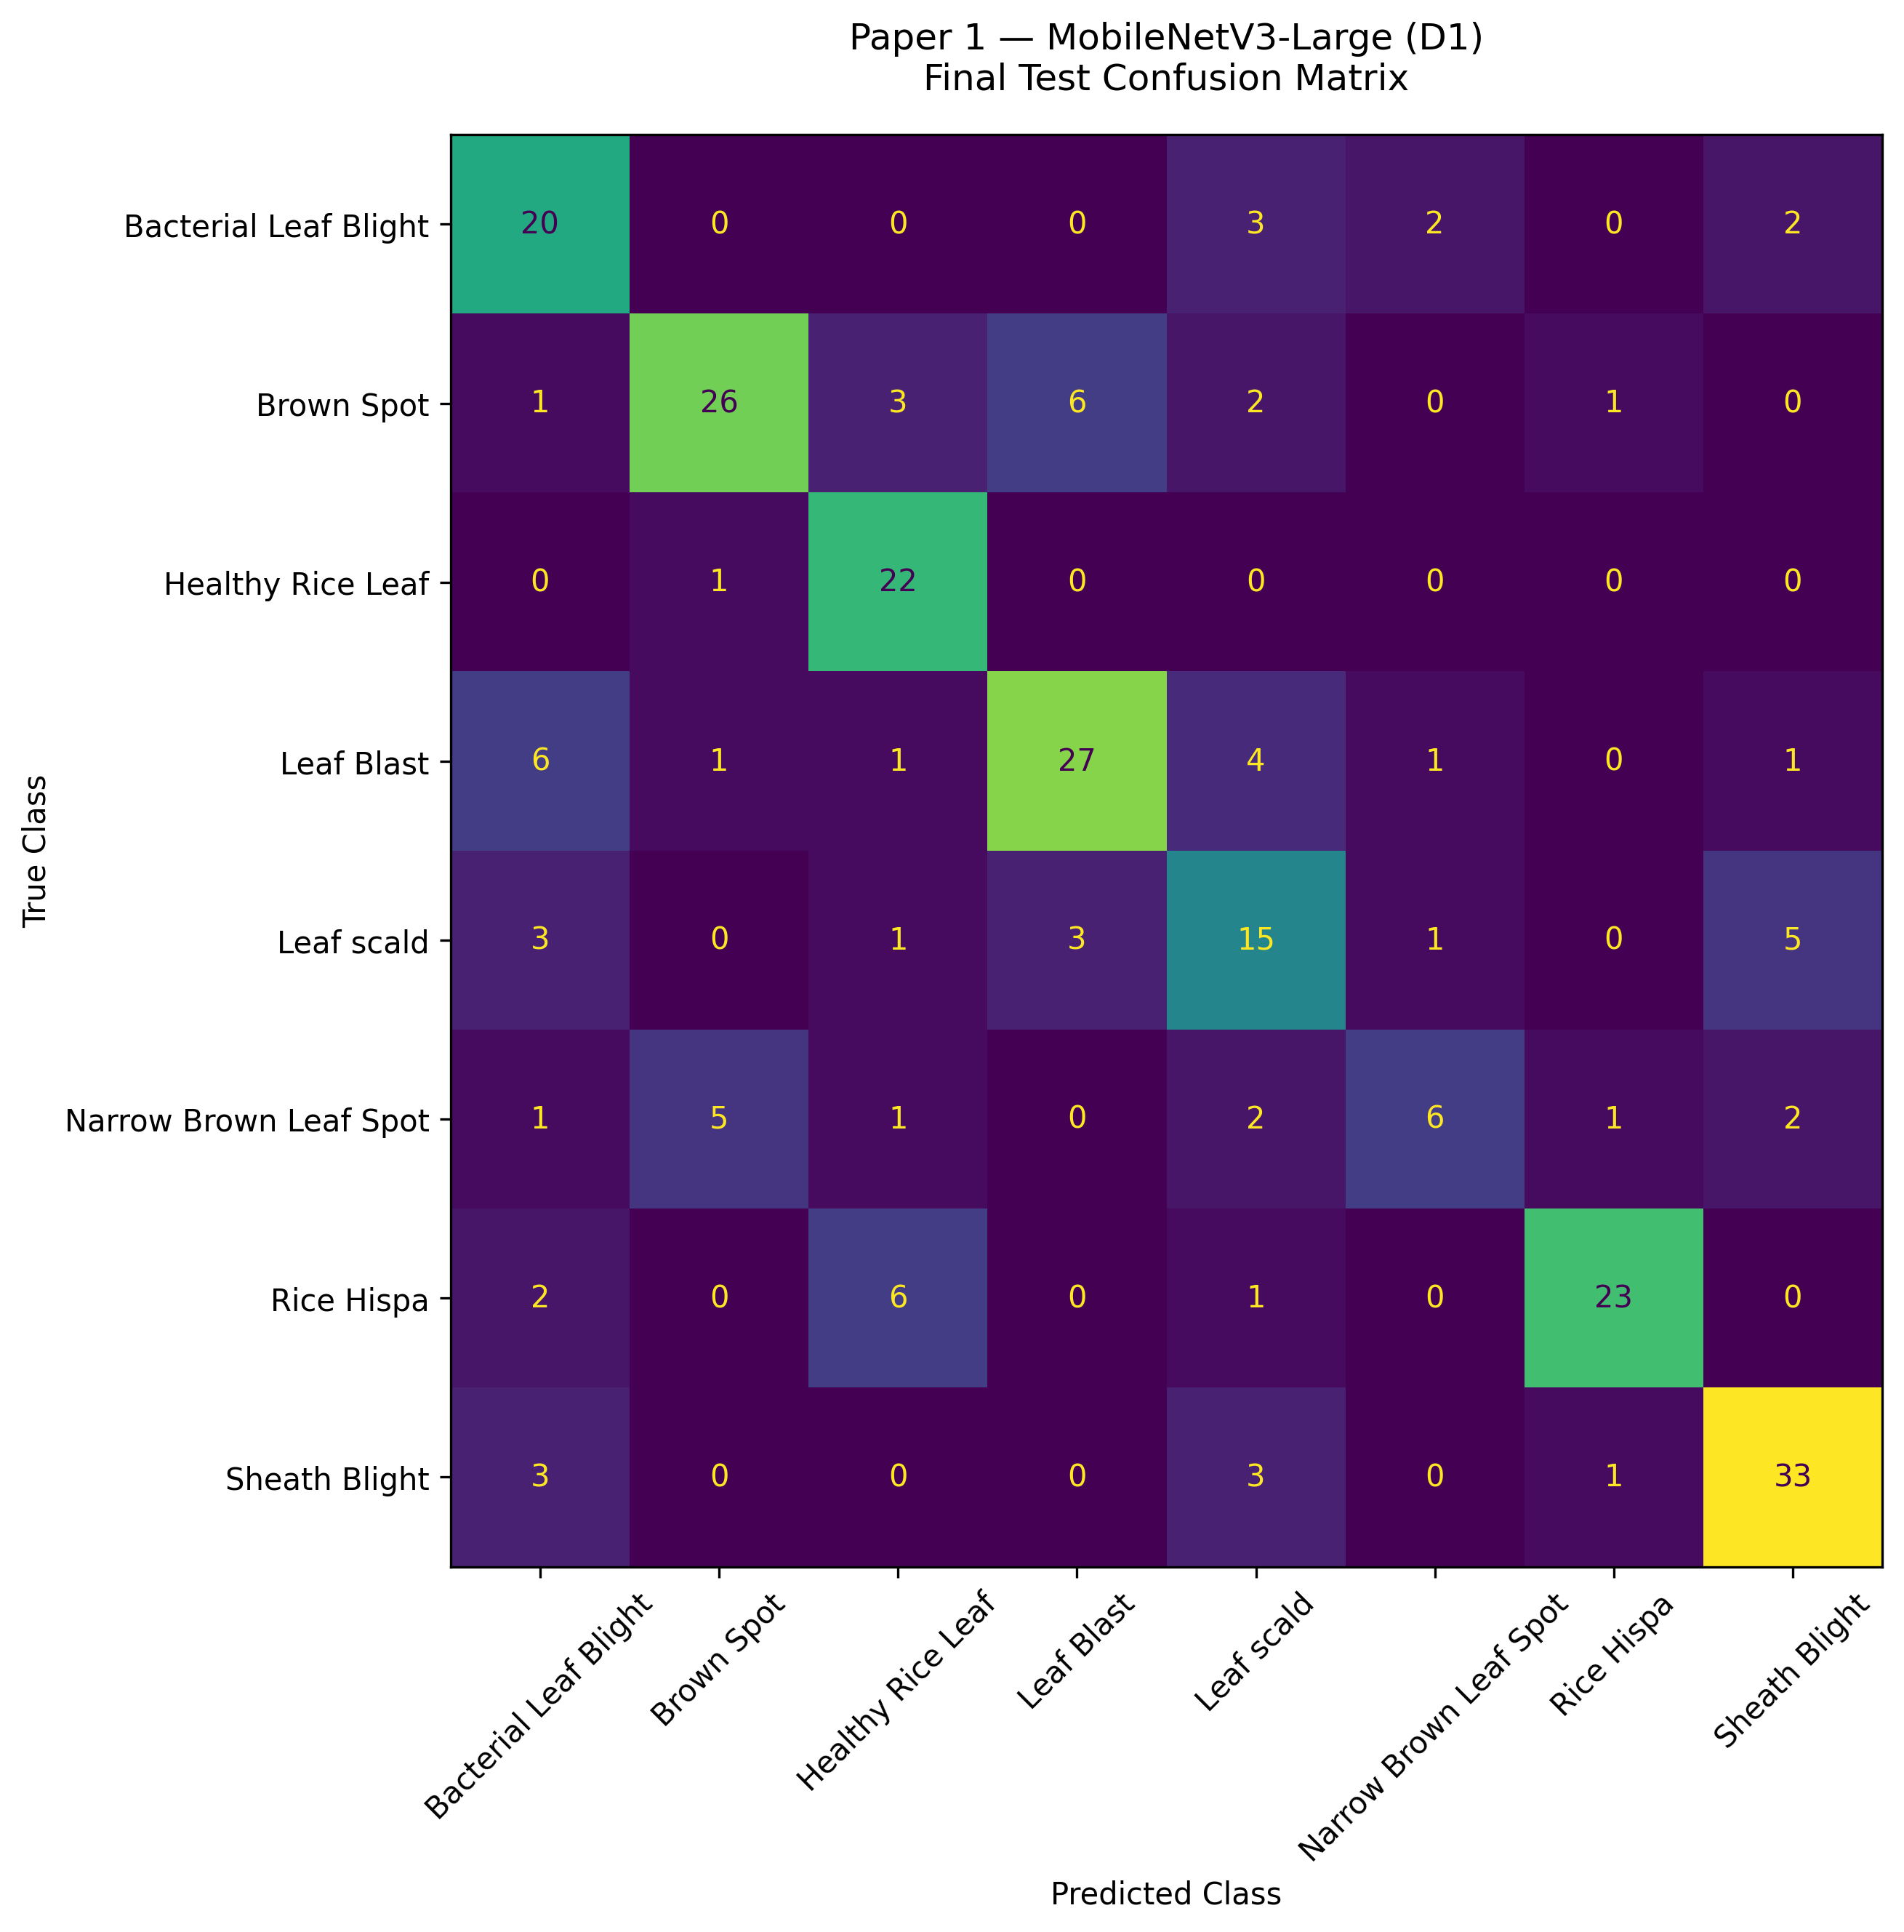 Paper 1 — MobileNetV3-Large (D1)
Final Test Confusion Matrix
True Class
Bacterial Leaf Blight 20 0 0 0 3 2 0 2
Brown Spot 1 26 3 6 2 0 1 0
Healthy Rice Leaf 0 1 22 0 0 0 0 0
Leaf Blast 6 1 1 27 4 1 0 1
Leaf scald 3 0 1 3 15 1 0 5
Narrow Brown Leaf Spot 1 5 1 0 2 6 1 2
Rice Hispa 2 0 6 0 1 0 23 0
Sheath Blight 3 0 0 0 3 0 1 33
Bacterial Leaf Blight
Brown Spot
Healthy Rice Leaf
Leaf Blast
Leaf scald
Narrow Brown Leaf Spot
Rice Hispa
Sheath Blight
Predicted Class